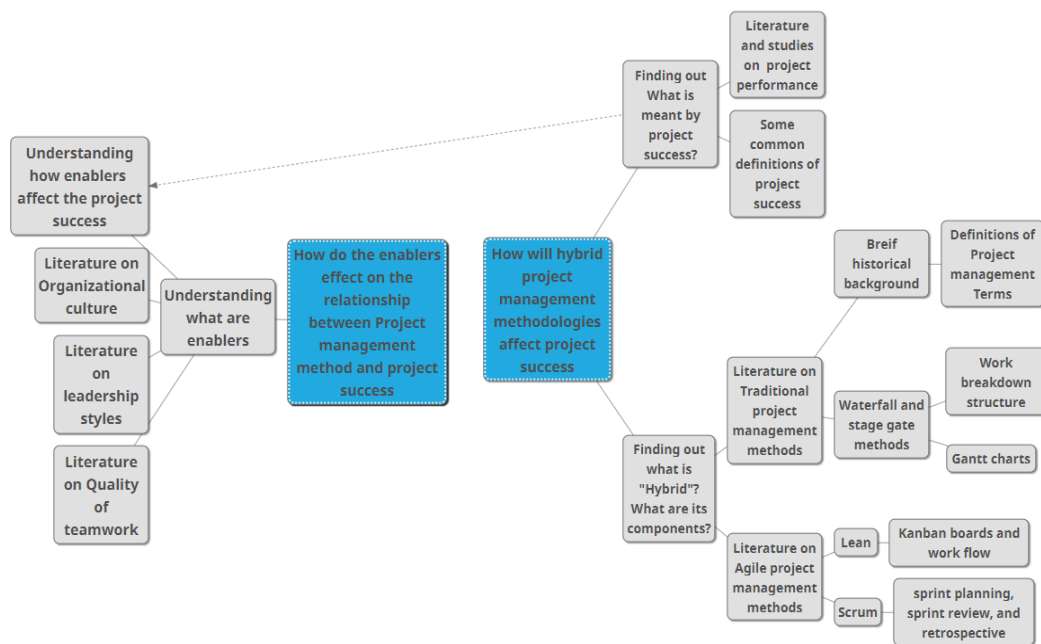 Understanding
how enablers
affect the project
success
Literature on
Organizational
culture
Literature
on
leadership
styles
Literature
on Quality
of
teamwork
Understanding
what are
enablers
How do the enablers
effect on the
relationship
between Project
management
method and project
success
How will hybrid
project
management
methodologies
affect project
success
Finding out
What is
meant by
project
success?
Literature
and studies
on project
performance
Some
common
definitions of
project
success
Finding out
what is
"Hybrid"?
What are its
components?
Literature on
Traditional
project
management
methods
Breif
historical
background
Definitions of
Project
management
Terms
Waterfall and
stage gate
methods
Work
breakdown
structure
Gantt charts
Literature on
Agile project
management
methods
Lean
Kanban boards and
work flow
Scrum
sprint planning,
sprint review, and
retrospective